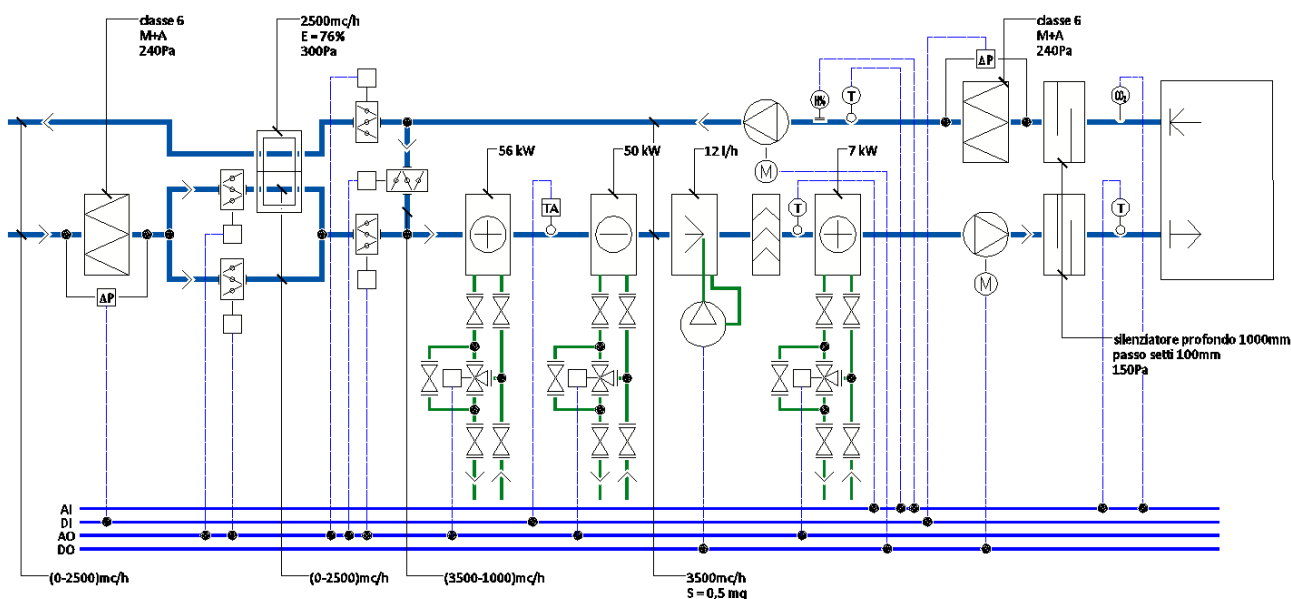 classe 6
M+A
240Pa
2500mc/h
E = 76%
300Pa
classe 6
M+A
240Pa
ΔP
H%
T
CO₂
56 kW
50 kW
12 l/h
7 kW
M
TA
T
T
M
ΔP
silenziatore profondo 1000mm
passo setti 100mm
150Pa
AI
DI
AO
DO
(0-2500)mc/h
(0-2500)mc/h
(3500-1000)mc/h
3500mc/h
S = 0,5 mq